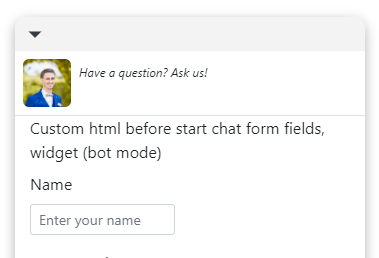 Have a question? Ask us!
Custom html before start chat form fields,
widget (bot mode)
Name
Enter your name